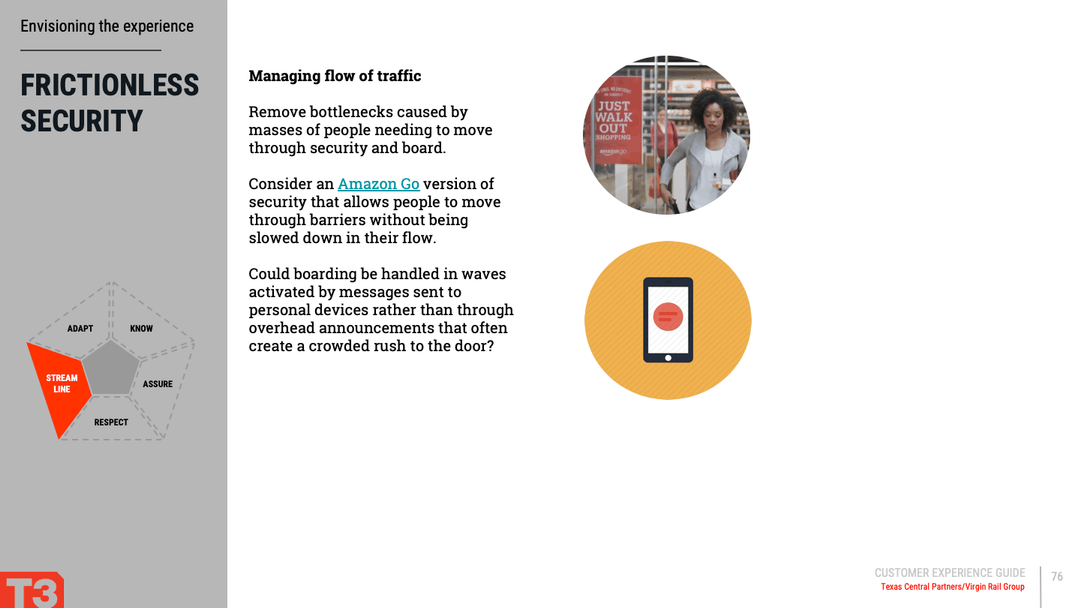 Envisioning the experience
FRICTIONLESS
SECURITY
Managing flow of traffic
Remove bottlenecks caused by
masses of people needing to move
through security and board.
Consider an Amazon Go version of
security that allows people to move
through barriers without being
slowed down in their flow.
Could boarding be handled in waves
activated by messages sent to
personal devices rather than through
overhead announcements that often
create a crowded rush to the door?
JUST
WALK
OUT
SHOPPING
amazon go
ADAPT
KNOW
STREAM
LINE
ASSURE
RESPECT
T3
CUSTOMER EXPERIENCE GUIDE
Texas Central Partners/Virgin Rail Group
76